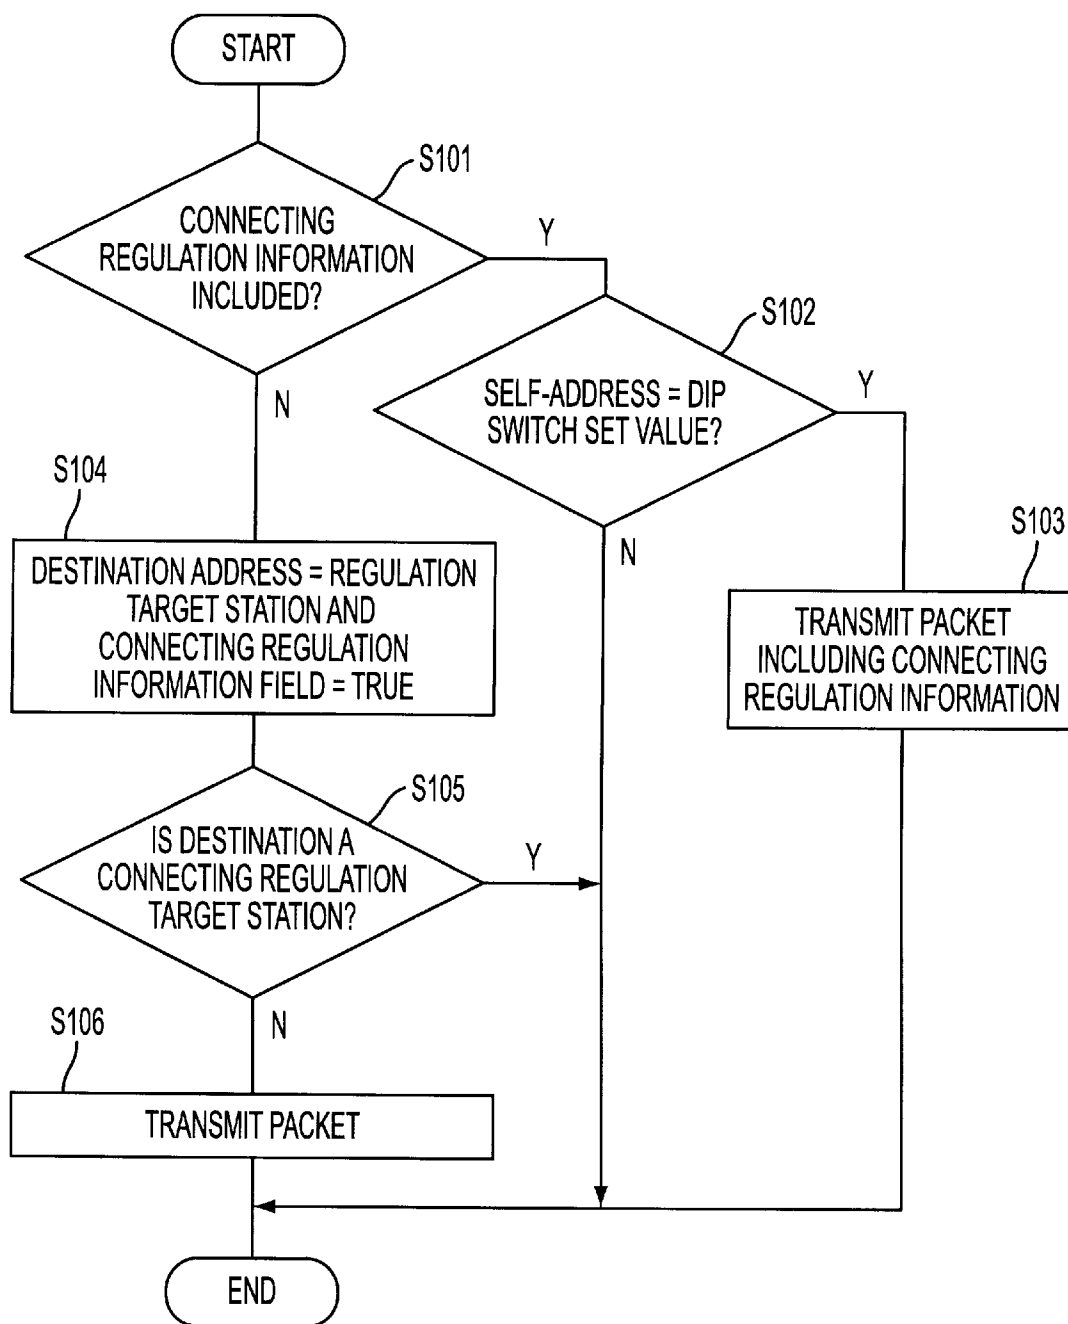 START
S101
CONNECTING
REGULATION INFORMATION
INCLUDED?
Y
N
S102
SELF-ADDRESS = DIP
SWITCH SET VALUE?
Y
N
S103
TRANSMIT PACKET
INCLUDING CONNECTING
REGULATION INFORMATION
S104
DESTINATION ADDRESS = REGULATION
TARGET STATION AND
CONNECTING REGULATION
INFORMATION FIELD = TRUE
S105
IS DESTINATION A
CONNECTING REGULATION
TARGET STATION?
Y
N
S106
TRANSMIT PACKET
END